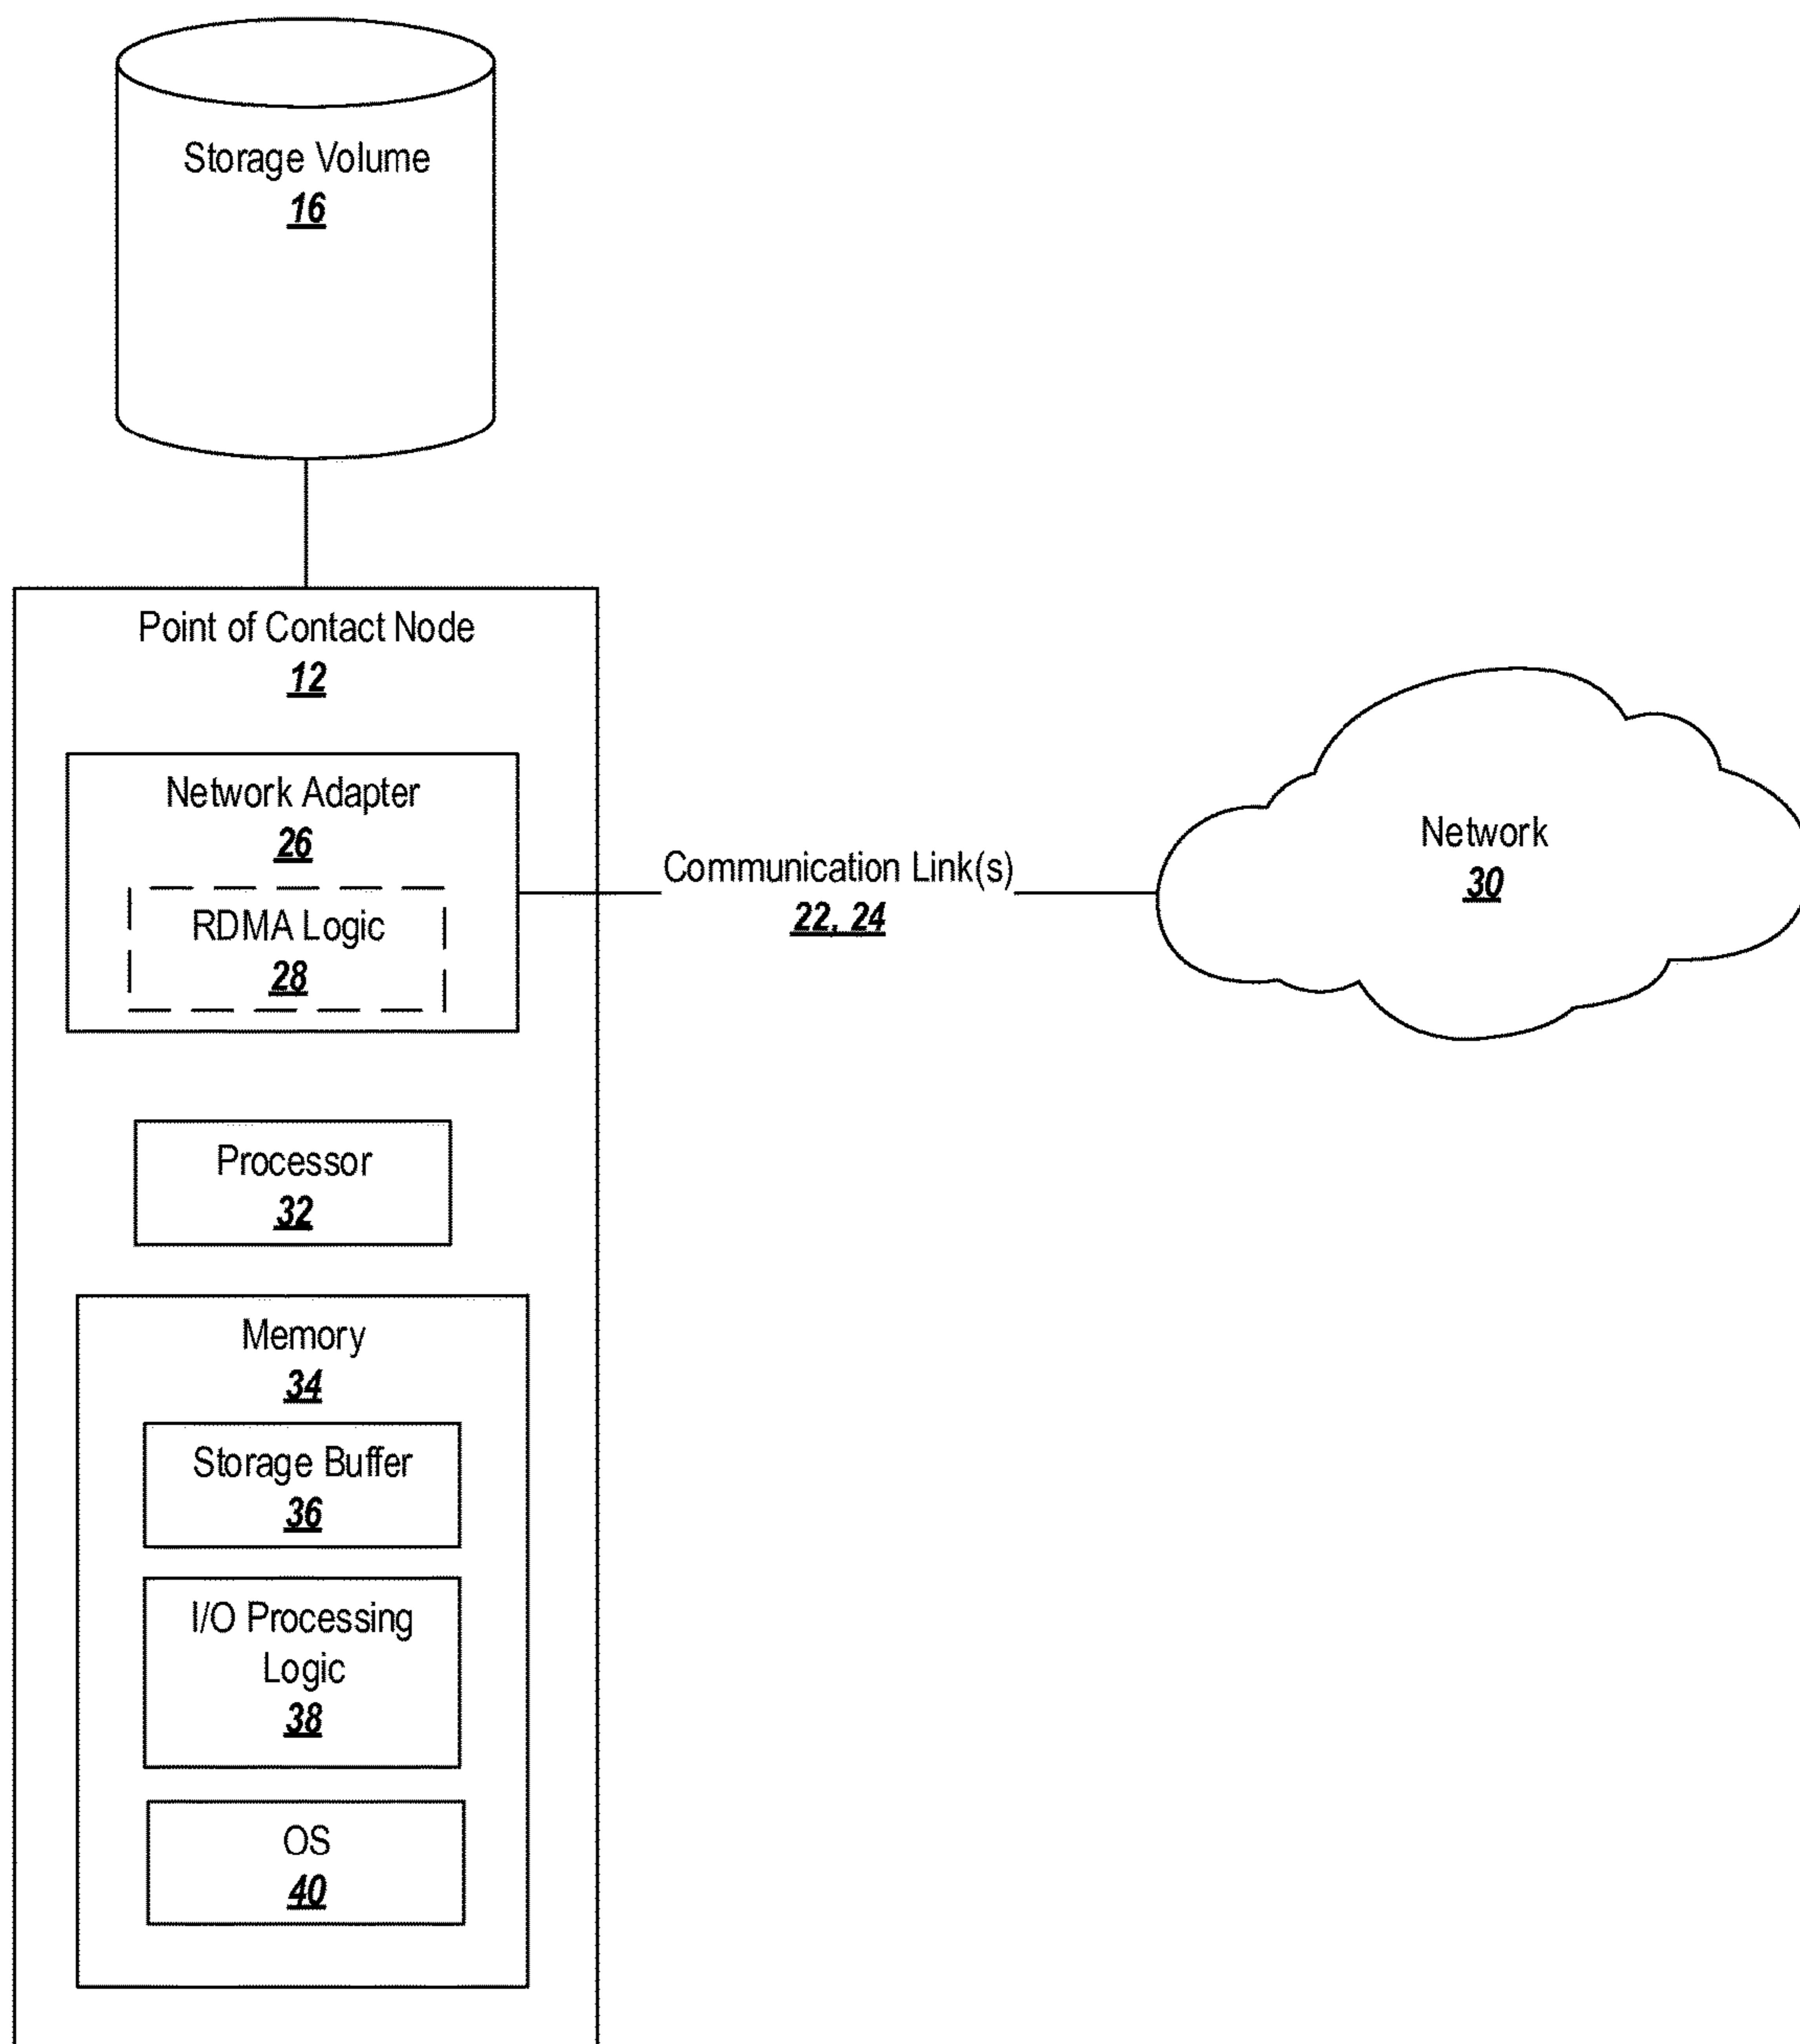 Storage Volume
16
Point of Contact Node
12
Network Adapter
26
RDMA Logic
28
Communication Link(s)
22, 24
Network
30
Processor
32
Memory
34
Storage Buffer
36
I/O Processing
Logic
38
OS
40